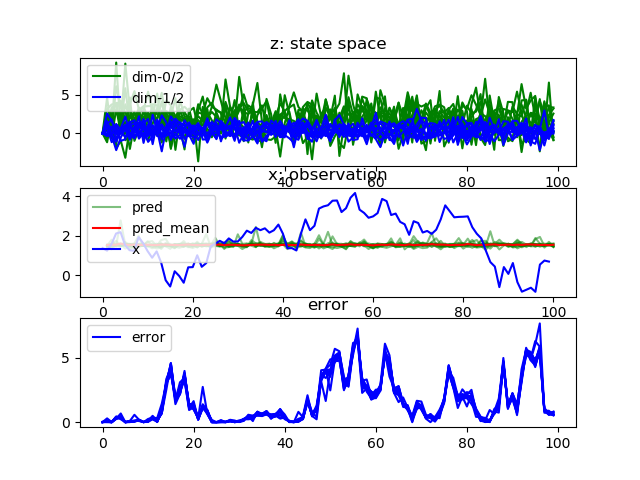 z: state space
5
0
dim-0/2
dim-1/2
0 20 40 60 80 100
x: observation
4
2
0
pred
pred_mean
x
0 20 40 60 80 100
error
5
0
error
0 20 40 60 80 100